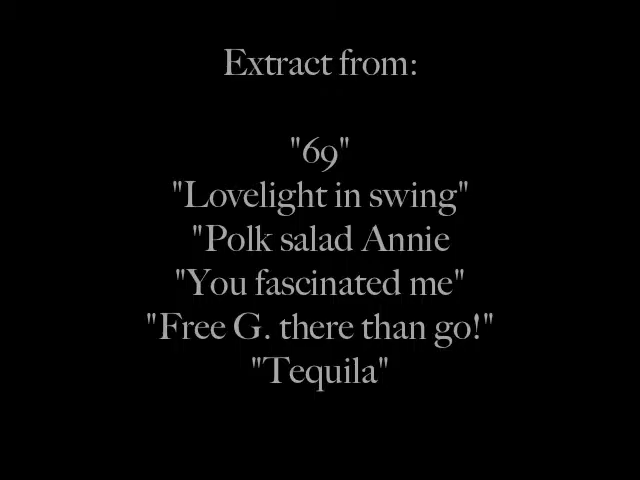 Extract from:
"69"
"Lovelight in swing"
"Polk salad Annie
"You fascinated me"
"Free G. there than go!"
"Tequila"